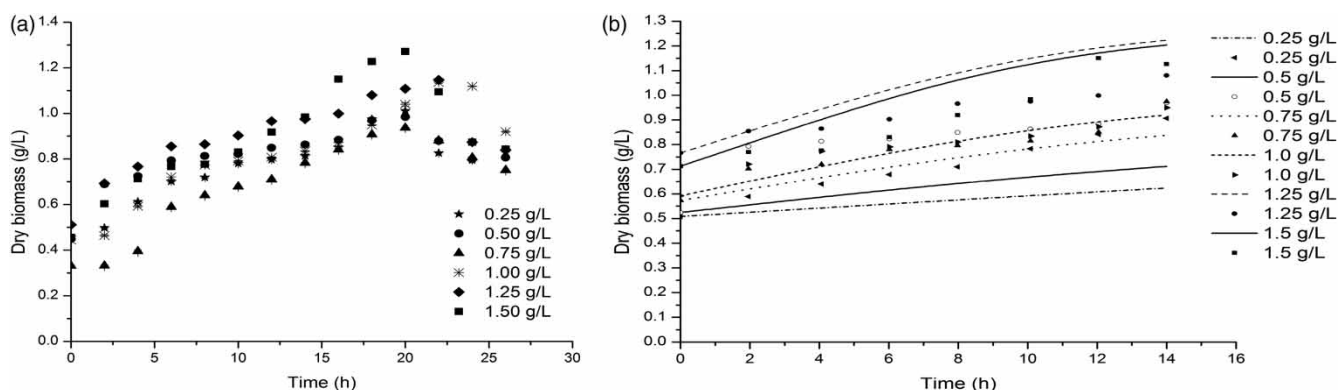 (a)
1.4
1.2
1.0
0.8
0.6
0.4
0.2
0.0
Dry biomass (g/L)
0
5
10
15
20
25
30
Time (h)
0.25 g/L
0.50 g/L
0.75 g/L
1.00 g/L
1.25 g/L
1.50 g/L
(b)
1.3
1.2
1.1
1.0
0.9
0.8
0.7
0.6
0.5
0.4
0.3
0.2
0.1
0.0
Dry biomass (g/L)
0
2
4
6
8
10
12
14
16
Time (h)
0.25 g/L
0.25 g/L
0.5 g/L
0.5 g/L
0.75 g/L
0.75 g/L
1.0 g/L
1.0 g/L
1.25 g/L
1.25 g/L
1.5 g/L
1.5 g/L